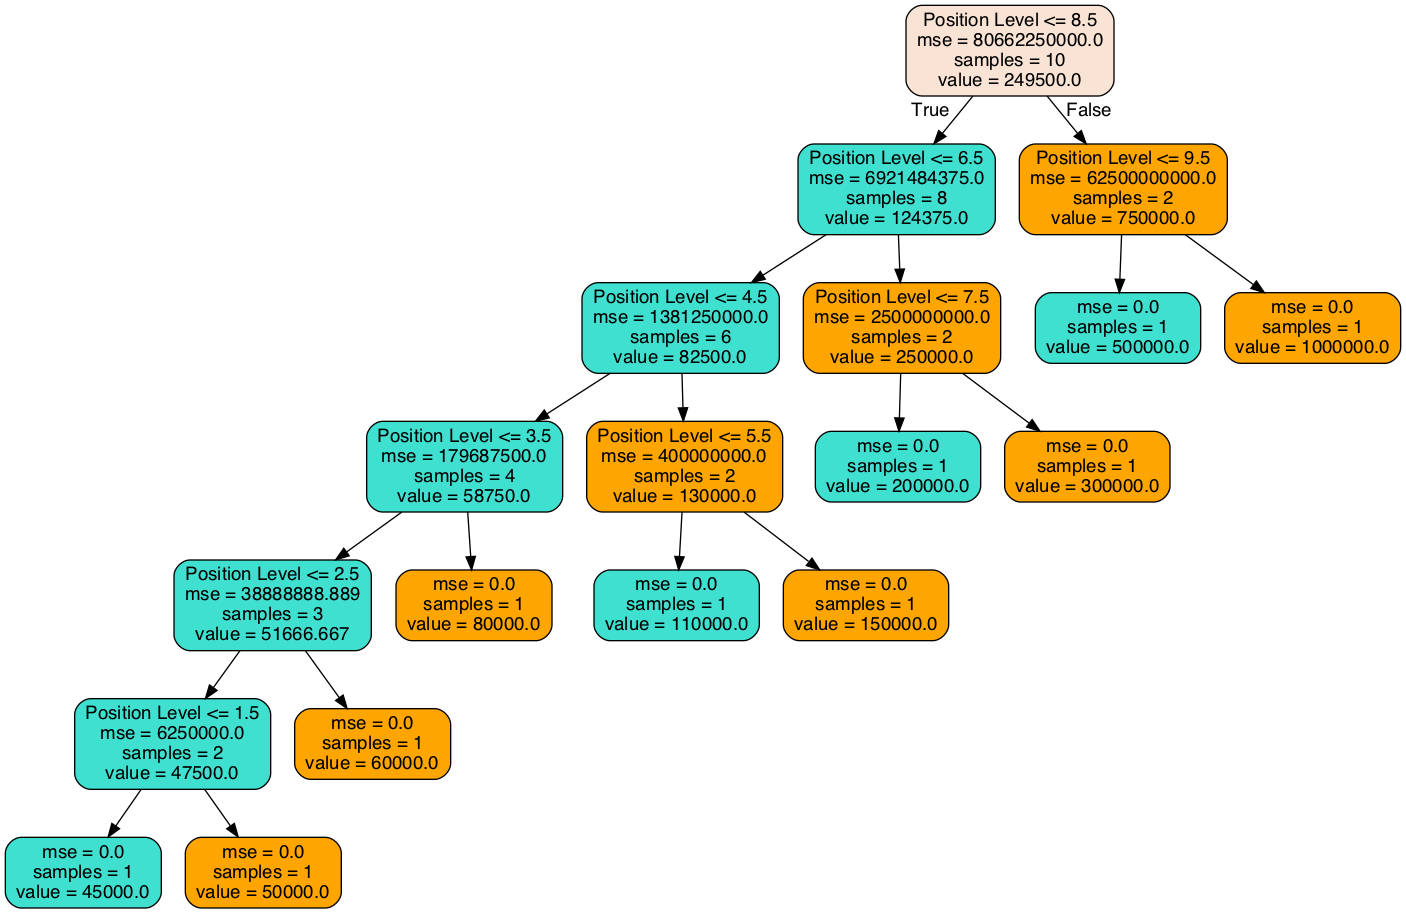 Position Level <= 8.5
mse = 80662250000.0
samples = 10
value = 249500.0
True
False
Position Level <= 6.5
mse = 6921484375.0
samples = 8
value = 124375.0
Position Level <= 9.5
mse = 62500000000.0
samples = 2
value = 750000.0
Position Level <= 4.5
mse = 1381250000.0
samples = 6
value = 82500.0
Position Level <= 7.5
mse = 2500000000.0
samples = 2
value = 250000.0
mse = 0.0
samples = 1
value = 500000.0
mse = 0.0
samples = 1
value = 1000000.0
Position Level <= 3.5
mse = 179687500.0
samples = 4
value = 58750.0
Position Level <= 5.5
mse = 400000000.0
samples = 2
value = 130000.0
mse = 0.0
samples = 1
value = 200000.0
mse = 0.0
samples = 1
value = 300000.0
Position Level <= 2.5
mse = 38888888.889
samples = 3
value = 51666.667
mse = 0.0
samples = 1
value = 80000.0
mse = 0.0
samples = 1
value = 110000.0
mse = 0.0
samples = 1
value = 150000.0
Position Level <= 1.5
mse = 6250000.0
samples = 2
value = 47500.0
mse = 0.0
samples = 1
value = 60000.0
mse = 0.0
samples = 1
value = 45000.0
mse = 0.0
samples = 1
value = 50000.0